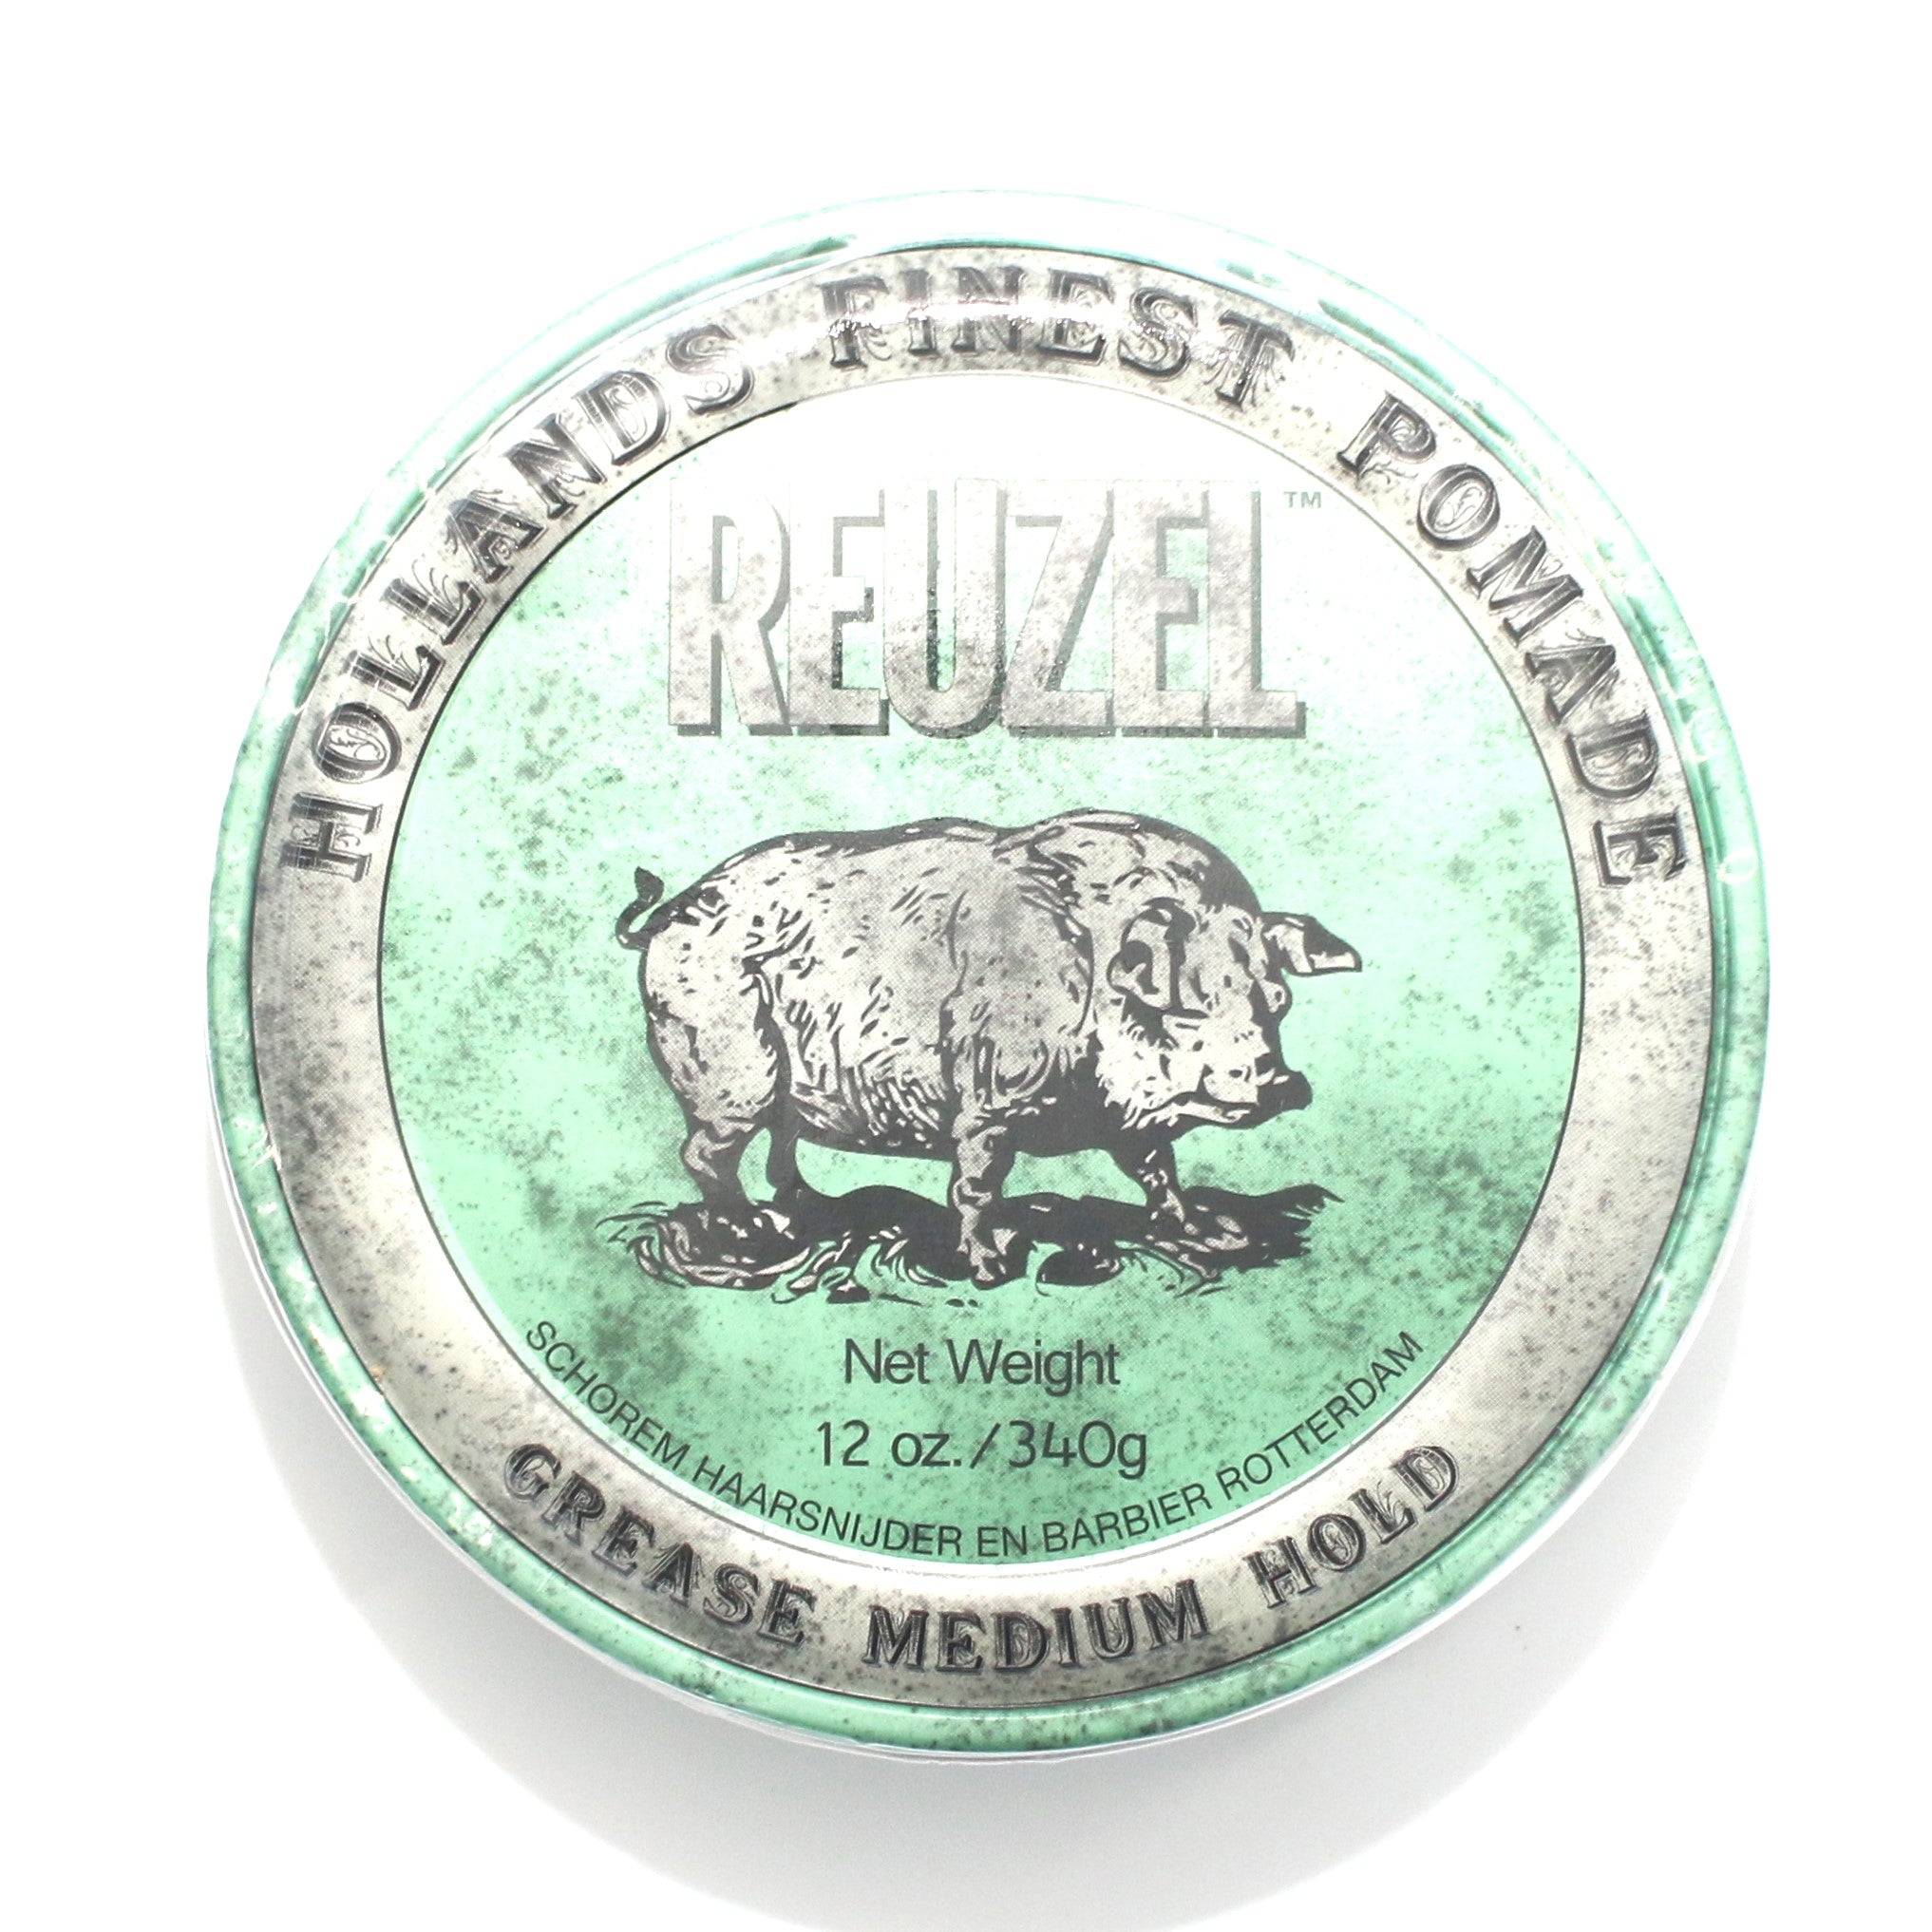 HOLLANDS FINEST POMADE
REUZEL™
Net Weight
12 oz./340g
SCHOREM HAARSNIJDER EN BARBIER ROTTERDAM
GREASE MEDIUM HOLD